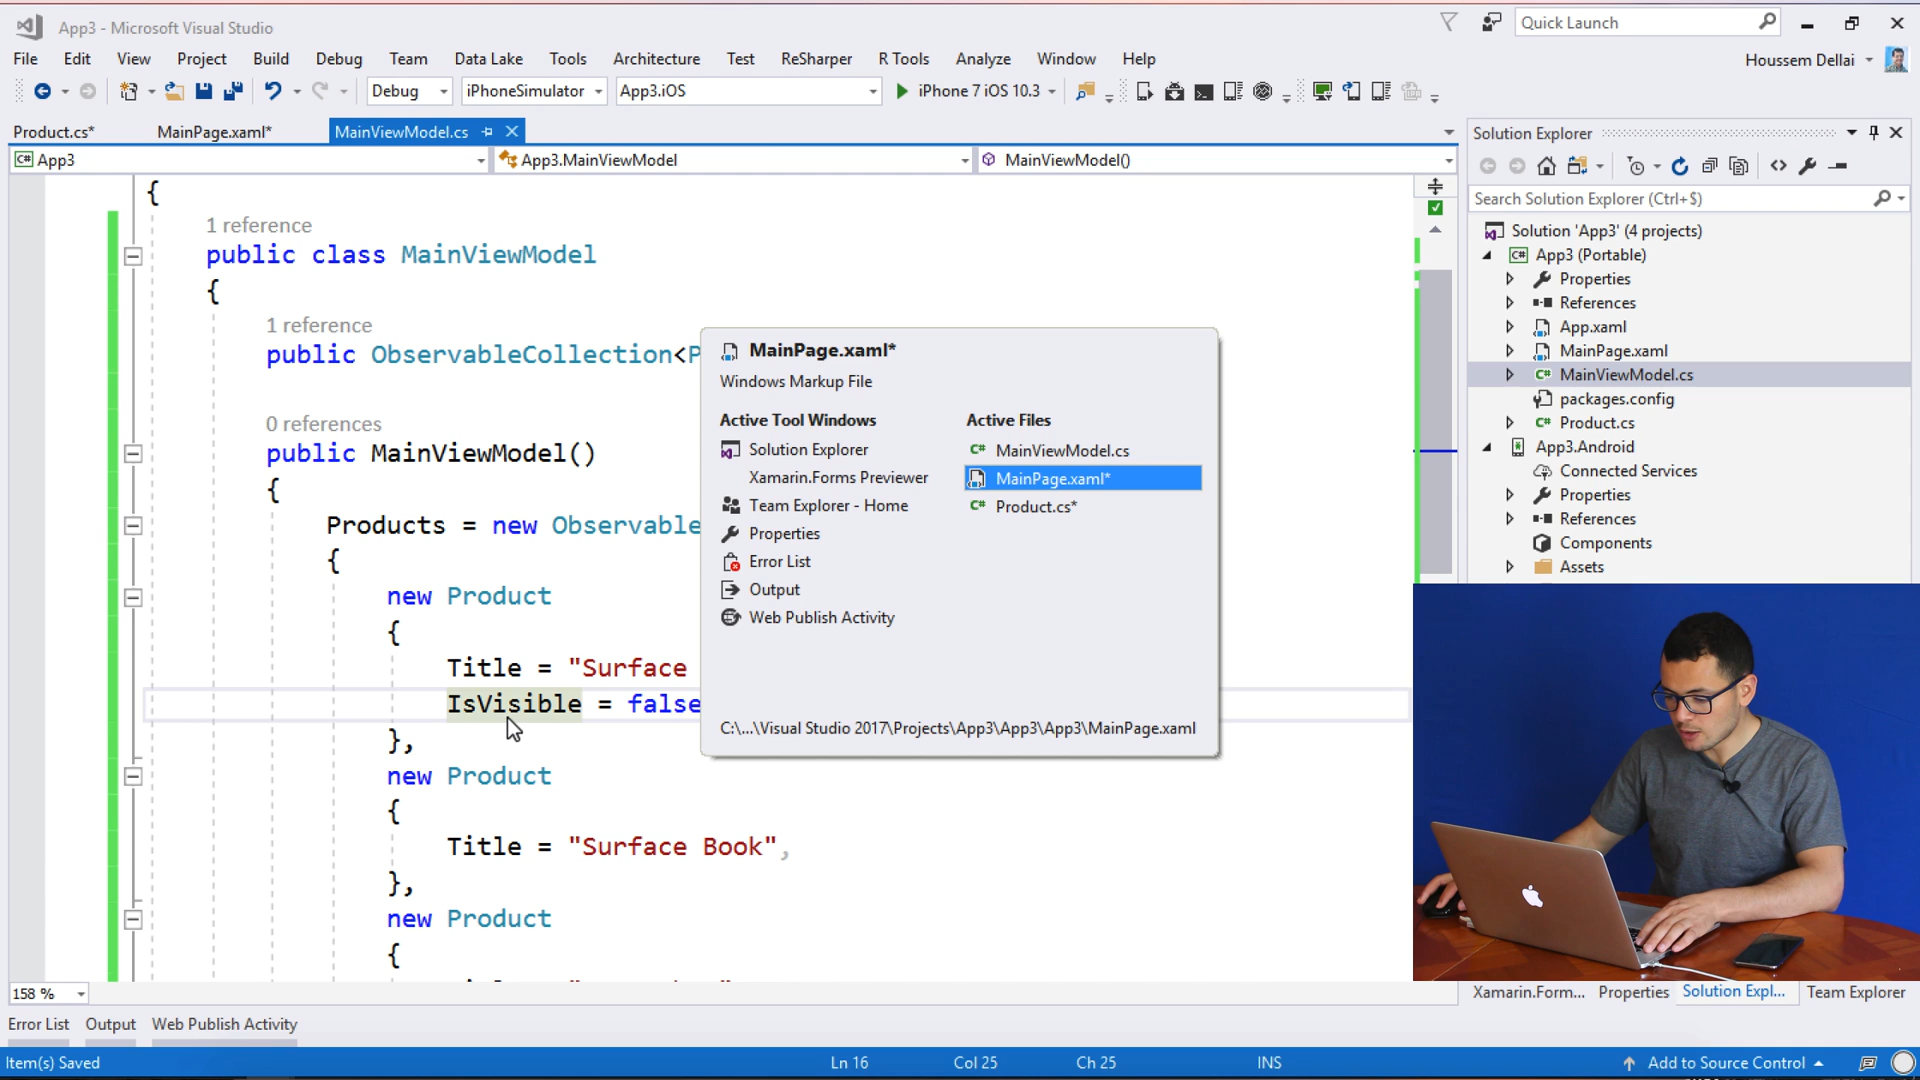 App3 - Microsoft Visual Studio
Quick Launch
File Edit View Project Build Debug Team Data Lake Tools Test ReSharper R Tools Analyze Window Help
Houssem Dellai
Debug iPhoneSimulator App3.iOS iPhone 7 iOS 10.3
Product.cs* MainPage.xaml* MainViewModel.cs
C# App3 App3.MainViewModel MainViewModel()
{
1 reference
public class MainViewModel
{
1 reference
public ObservableCollection<P
0 references
public MainViewModel()
{
Products = new Observable
{
new Product
{
Title = "Surface
IsVisible = false
},
new Product
{
Title = "Surface Book",
},
new Product
{
MainPage.xaml*
Windows Markup File
Active Tool Windows
Solution Explorer
Xamarin.Forms Previewer
Team Explorer - Home
Properties
Error List
Output
Web Publish Activity
Active Files
C# MainViewModel.cs
MainPage.xaml*
C# Product.cs*
C:\...\Visual Studio 2017\Projects\App3\App3\App3\MainPage.xaml
Solution Explorer
Search Solution Explorer (Ctrl+$)
Solution 'App3' (4 projects)
C# App3 (Portable)
Properties
References
App.xaml
MainPage.xaml
C# MainViewModel.cs
packages.config
C# Product.cs
App3.Android
Connected Services
Properties
References
Components
Assets
158 %
Xamarin.Form... Properties Solution Expl... Team Explorer
Error List Output Web Publish Activity
Item(s) Saved Ln 16 Col 25 Ch 25 INS Add to Source Control